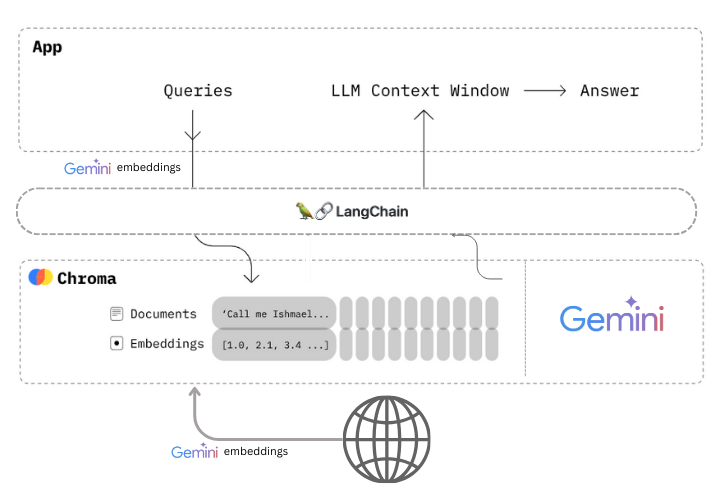 App
Queries
LLM Context Window
Answer
Gemini embeddings
LangChain
Chroma
Documents
‘Call me Ishmael...
Embeddings
[1.0, 2.1, 3.4 ...]
Gemini
Gemini embeddings